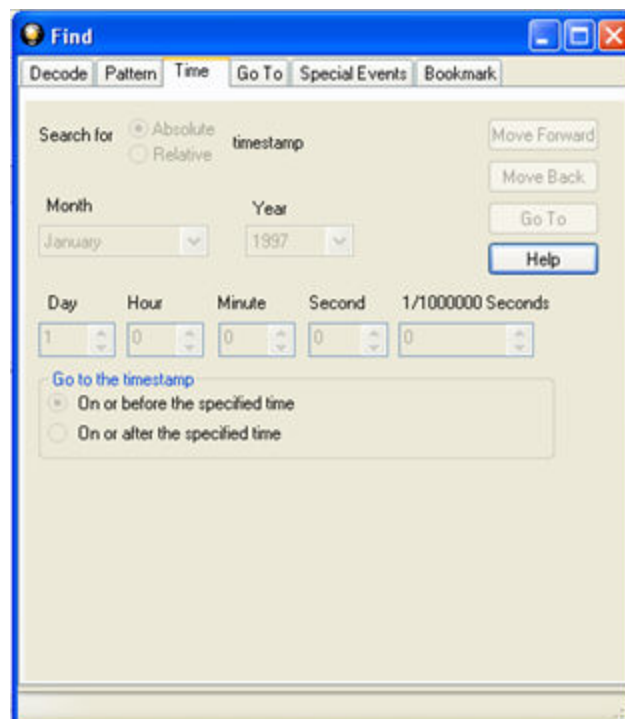 Find
Decode Pattern Time Go To Special Events Bookmark
Search for Absolute timestamp
Relative
Move Forward
Move Back
Go To
Help
Month Year
January 1997
Day Hour Minute Second 1/1000000 Seconds
1 0 0 0 0
Go to the timestamp
On or before the specified time
On or after the specified time